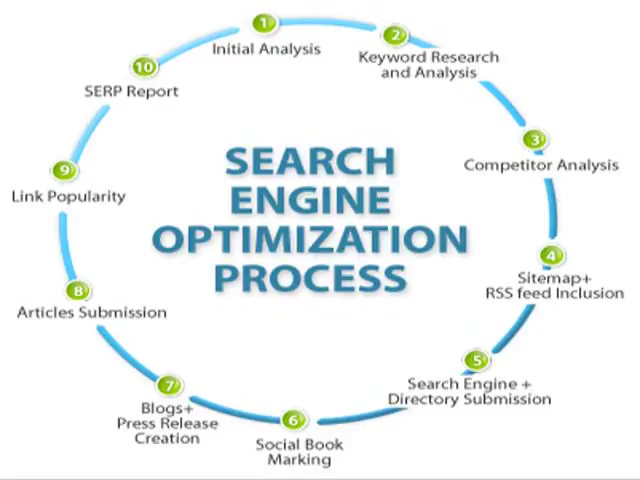 1
Initial Analysis
2
Keyword Research
and Analysis
3
Competitor Analysis
4
Sitemap+
RSS feed Inclusion
5
Search Engine +
Directory Submission
6
Social Book
Marking
7
Blogs+
Press Release
Creation
8
Articles Submission
9
Link Popularity
10
SERP Report
SEARCH
ENGINE
OPTIMIZATION
PROCESS